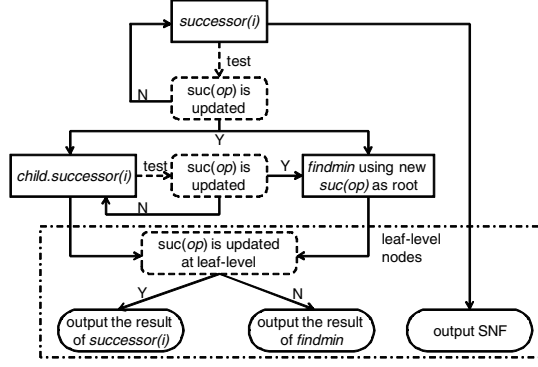 successor(i)
test
suc(op) is
updated
N
Y
child.successor(i)
test
suc(op) is
updated
Y
findmin using new
suc(op) as root
N
suc(op) is updated
at leaf-level
leaf-level
nodes
Y
N
output the result
of successor(i)
output the result
of findmin
output SNF